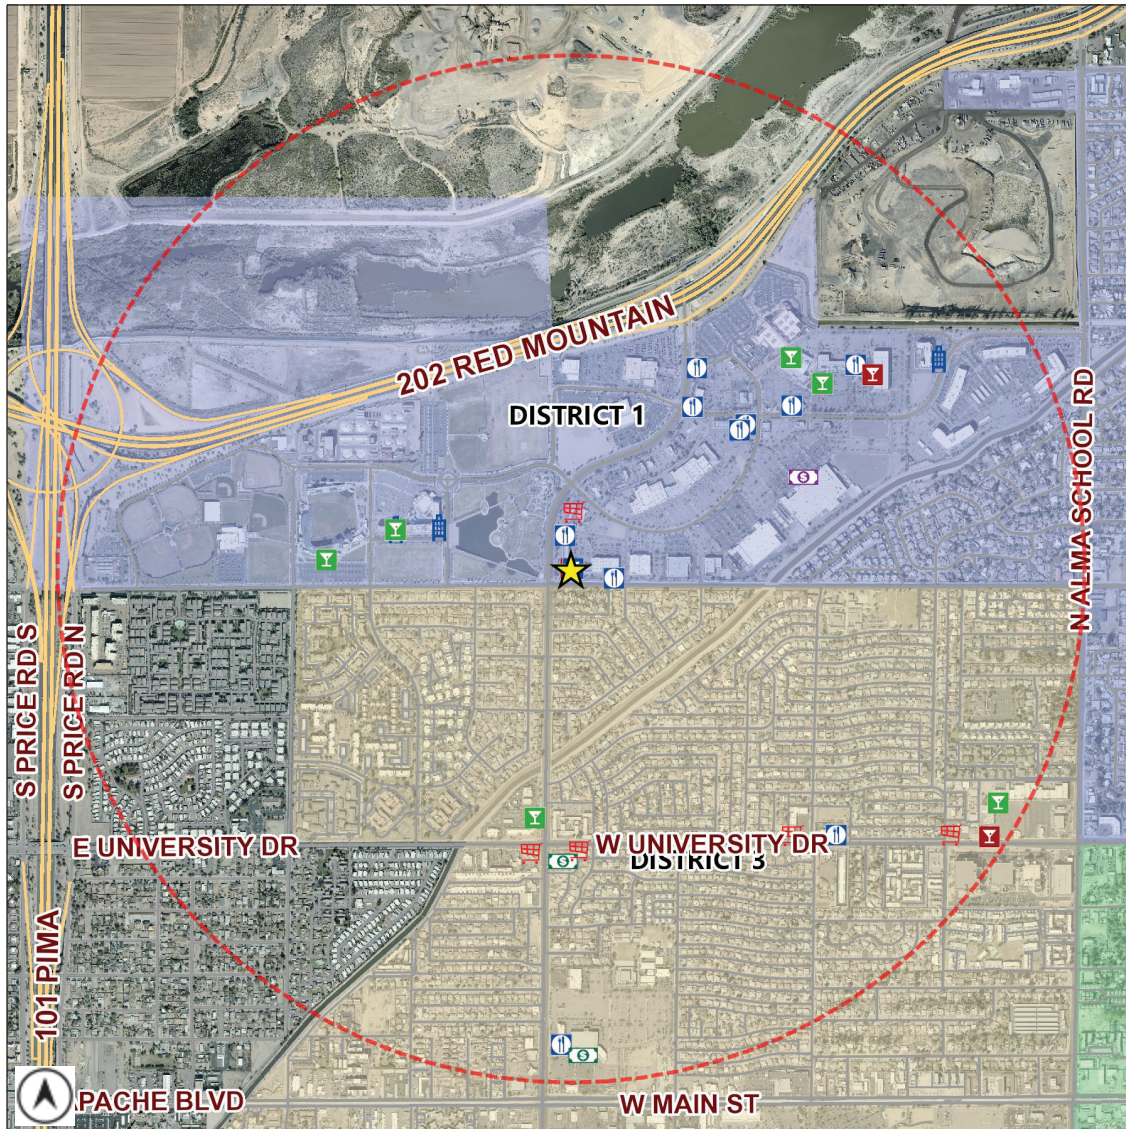 202 RED MOUNTAIN
DISTRICT 1
N ALMA SCHOOL RD
S PRICE RD S
S PRICE RD N
E UNIVERSITY DR
W UNIVERSITY DR
DISTRICT 3
101 PIMA
PACHE BLVD
W MAIN ST